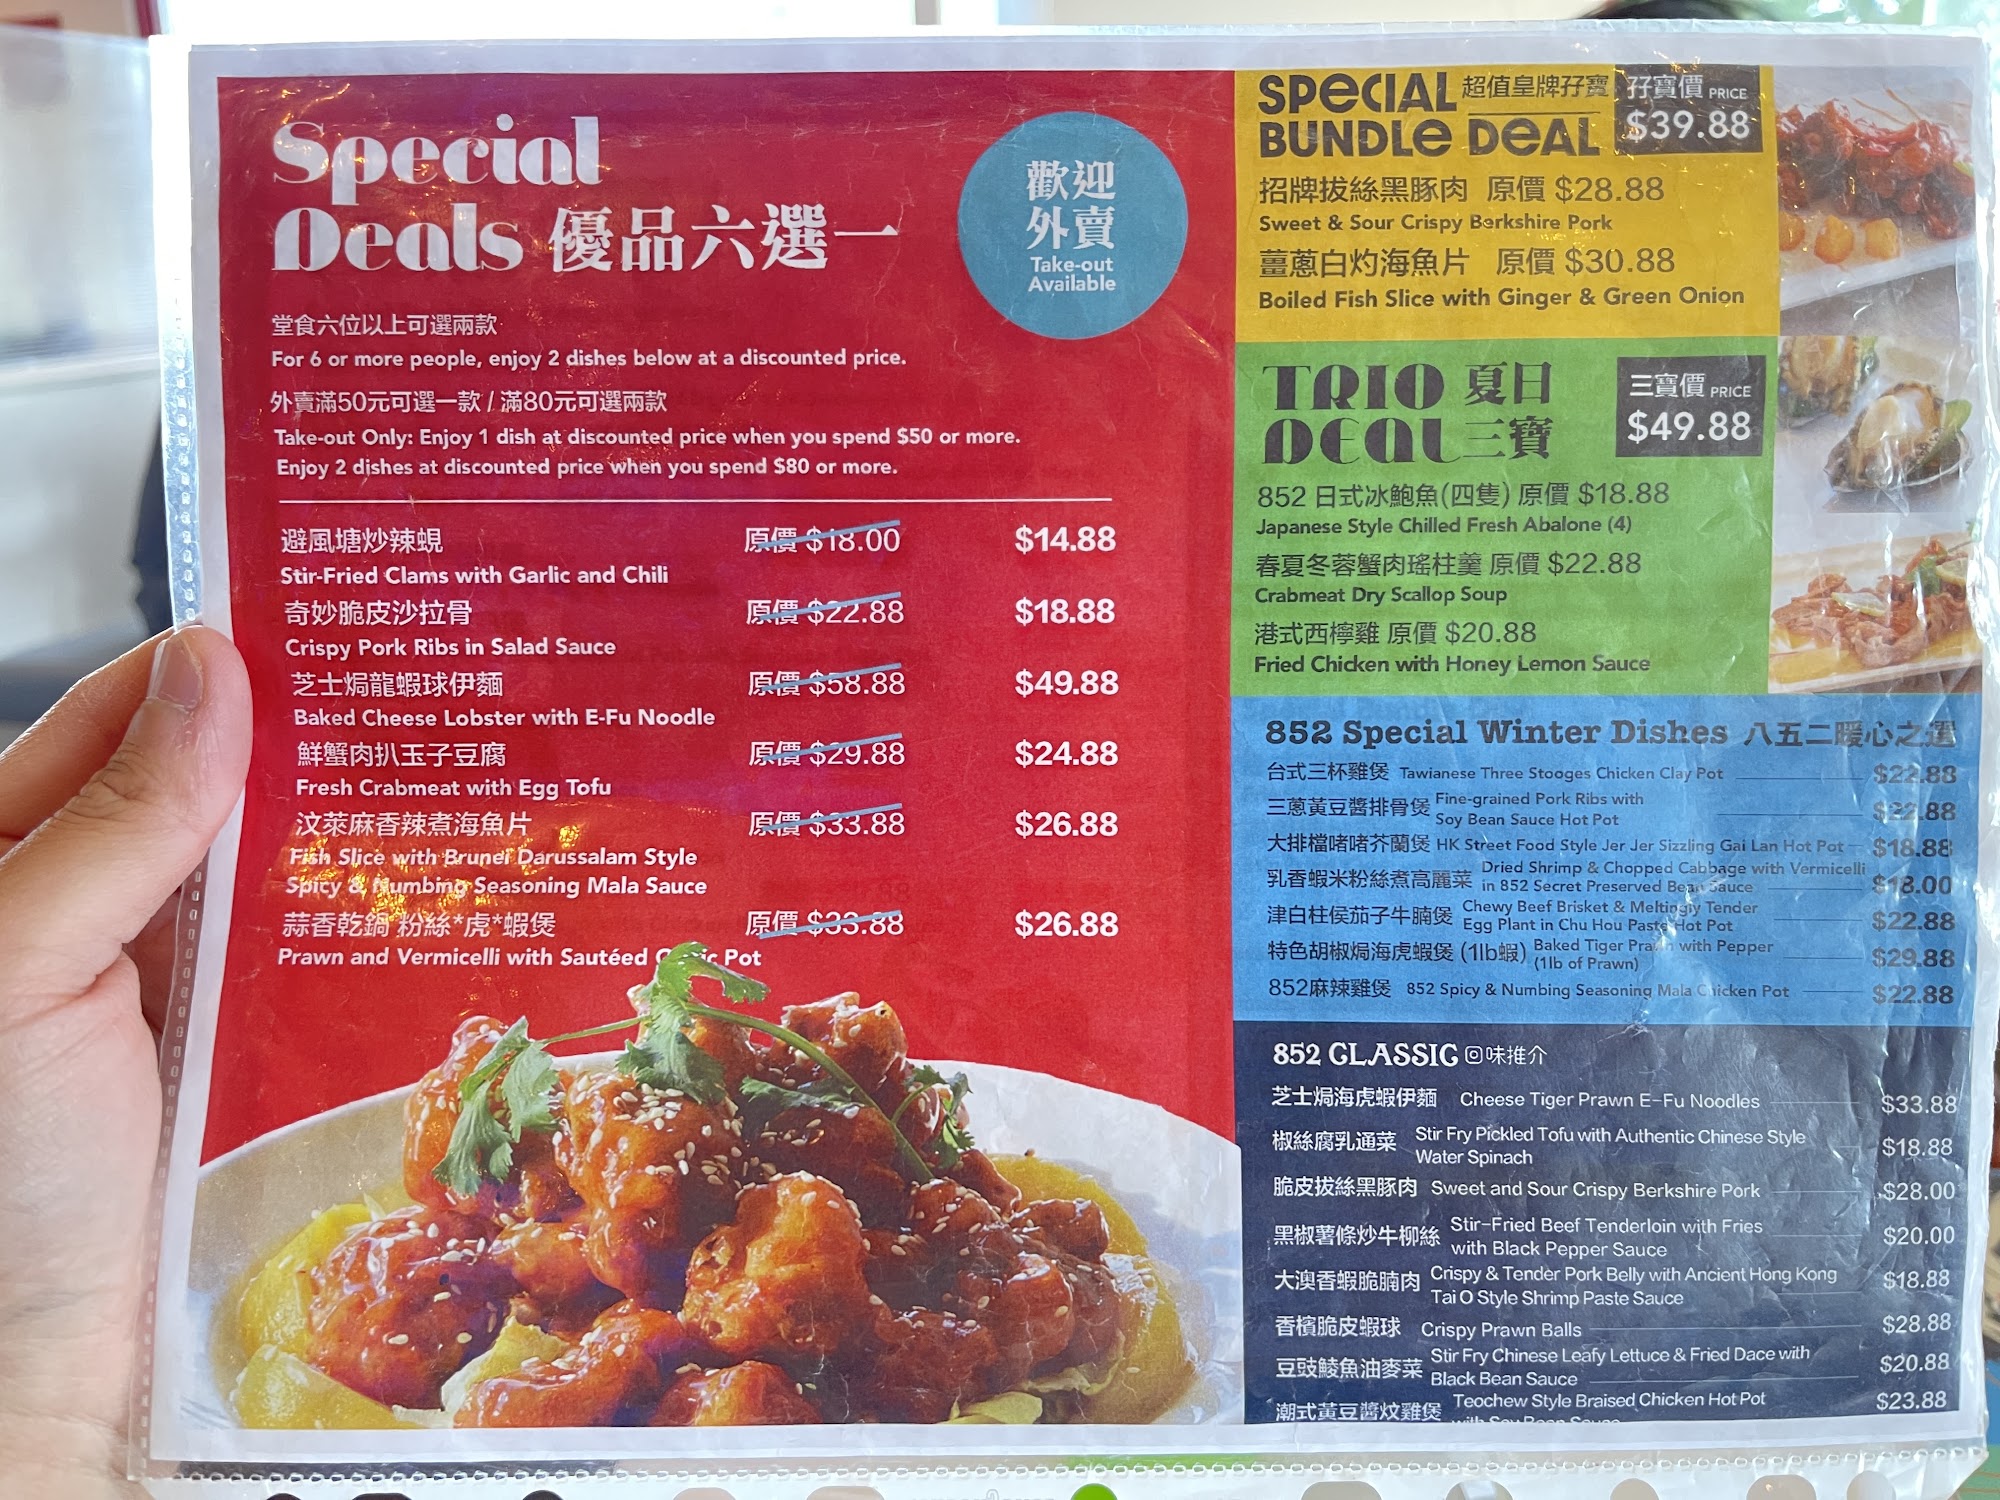 Special
Deals 優品六選一
歡迎
外賣
Take-out
Available
堂食六位以上可選兩款
For 6 or more people, enjoy 2 dishes below at a discounted price.
外賣滿50元可選一款 / 滿80元可選兩款
Take-out Only: Enjoy 1 dish at discounted price when you spend $50 or more.
Enjoy 2 dishes at discounted price when you spend $80 or more.
避風塘炒辣蜆 原價 $18.00 $14.88
Stir-Fried Clams with Garlic and Chili
奇妙脆皮沙拉骨 原價 $22.88 $18.88
Crispy Pork Ribs in Salad Sauce
芝士焗龍蝦球伊麵 原價 $58.88 $49.88
Baked Cheese Lobster with E-Fu Noodle
鮮蟹肉扒玉子豆腐 原價 $29.88 $24.88
Fresh Crabmeat with Egg Tofu
汶萊麻香辣煮海魚片 原價 $33.88 $26.88
Fish Slice with Brunei Darussalam Style
Spicy & Numbing Seasoning Mala Sauce
蒜香乾鍋 粉絲*虎*蝦煲 原價 $33.88 $26.88
Prawn and Vermicelli with Sautéed Pot
SPECIAL 超值皇牌孖寶
BUNDLE DEAL
孖寶價 PRICE
$39.88
招牌拔絲黑豚肉 原價 $28.88
Sweet & Sour Crispy Berkshire Pork
薑蔥白灼海魚片 原價 $30.88
Boiled Fish Slice with Ginger & Green Onion
TRIO 夏日
DEAL 三寶
三寶價 PRICE
$49.88
852 日式冰鮑魚(四隻) 原價 $18.88
Japanese Style Chilled Fresh Abalone (4)
春夏冬蓉蟹肉瑤柱羹 原價 $22.88
Crabmeat Dry Scallop Soup
港式西檸雞 原價 $20.88
Fried Chicken with Honey Lemon Sauce
852 Special Winter Dishes 八五二暖心之選
台式三杯雞煲 Tawianese Three Stooges Chicken Clay Pot $22.88
三蔥黃豆醬排骨煲 Fine-grained Pork Ribs with
Soy Bean Sauce Hot Pot $22.88
大排檔啫啫芥蘭煲 HK Street Food Style Jer Jer Sizzling Gai Lan Hot Pot $18.88
乳香蝦米粉絲煮高麗菜 Dried Shrimp & Chopped Cabbage with Vermicelli
in 852 Secret Preserved Bean Sauce $18.00
津白柱侯茄子牛腩煲 Chewy Beef Brisket & Meltingly Tender
Egg Plant in Chu Hou Paste Hot Pot $22.88
特色胡椒焗海虎蝦煲 (1lb蝦) Baked Tiger Prawn with Pepper
(1lb of Prawn) $29.88
852麻辣雞煲 852 Spicy & Numbing Seasoning Mala Chicken Pot $22.88
852 CLASSIC 回味推介
芝士焗海虎蝦伊麵 Cheese Tiger Prawn E-Fu Noodles $33.88
椒絲腐乳通菜 Stir Fry Pickled Tofu with Authentic Chinese Style
Water Spinach $18.88
脆皮拔絲黑豚肉 Sweet and Sour Crispy Berkshire Pork $28.00
黑椒薯條炒牛柳絲 Stir-Fried Beef Tenderloin with Fries
with Black Pepper Sauce $20.00
大澳香蝦脆腩肉 Crispy & Tender Pork Belly with Ancient Hong Kong
Tai O Style Shrimp Paste Sauce $18.88
香檳脆皮蝦球 Crispy Prawn Balls $28.88
豆豉鯪魚油麥菜 Stir Fry Chinese Leafy Lettuce & Fried Dace with
Black Bean Sauce $20.88
潮式黃豆醬炆雞煲 Teochew Style Braised Chicken Hot Pot $23.88
with Soy Bean Sauce